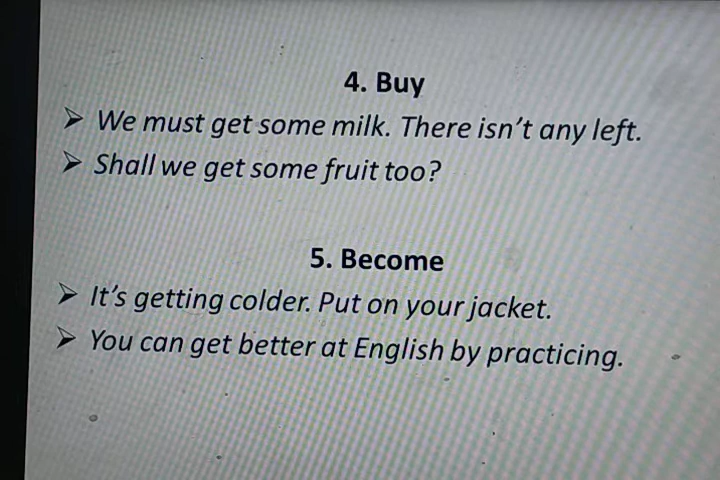 4. Buy
➢ We must get some milk. There isn't any left.
➢ Shall we get some fruit too?
5. Become
➢ It's getting colder. Put on your jacket.
➢ You can get better at English by practicing.